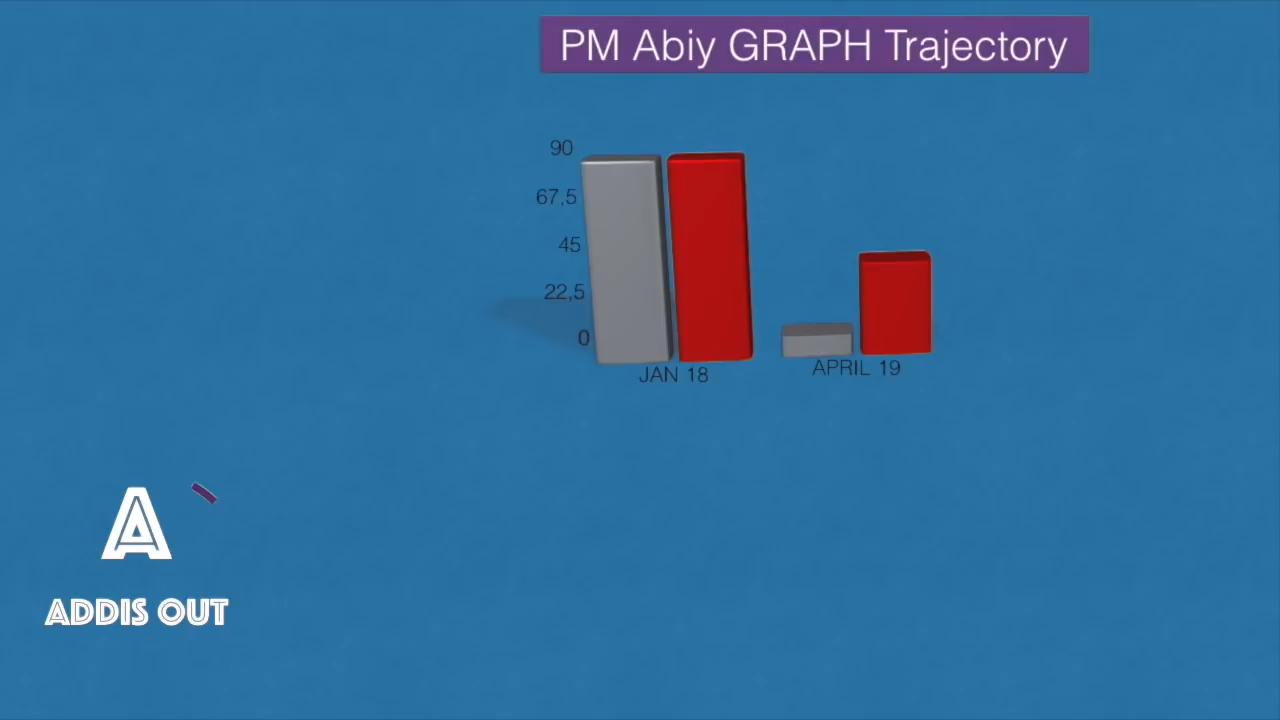 PM Abiy GRAPH Trajectory
90
67,5
45
22,5
0
JAN 18
APRIL 19
A
ADDIS OUT